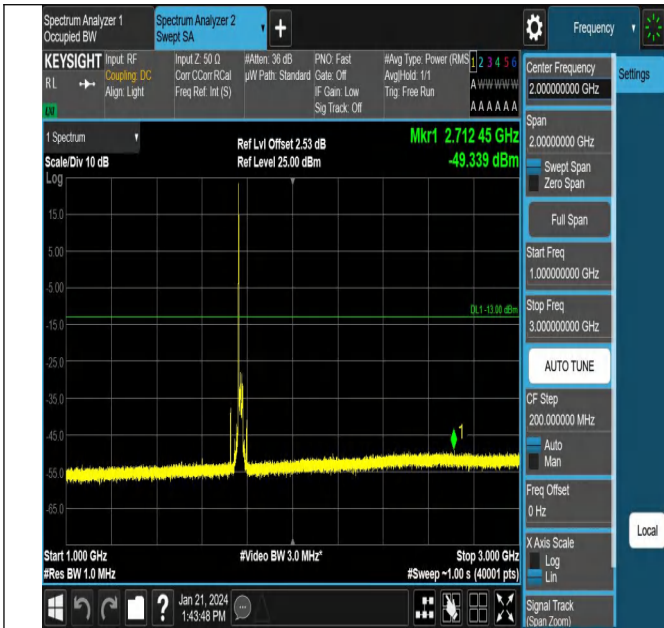 Spectrum Analyzer 1
Occupied BW
Spectrum Analyzer 2
Swept SA
Frequency
KEYSIGHT
RL
LXI
Input: RF
Coupling: DC
Align: Light
Input Z: 50 Ω
Corr CCorr RCal
Freq Ref: Int (S)
#Atten: 36 dB
µW Path: Standard
PNO: Fast
Gate: Off
IF Gain: Low
Sig Track: Off
#Avg Type: Power (RMS
Avg|Hold: 1/1
Trig: Free Run
1 2 3 4 5 6
A W W W W W
A A A A A A
1 Spectrum
Scale/Div 10 dB
Ref Lvl Offset 2.53 dB
Ref Level 25.00 dBm
Mkr1 2.712 45 GHz
-49.339 dBm
Log
15.0
5.00
-5.00
-15.0
-25.0
-35.0
-45.0
-55.0
-65.0
DL1 -13.00 dBm
1
Start 1.000 GHz
#Res BW 1.0 MHz
#Video BW 3.0 MHz*
Stop 3.000 GHz
#Sweep ~1.00 s (40001 pts)
Jan 21, 2024
1:43:48 PM
Center Frequency
2.00000000 GHz
Settings
Span
2.00000000 GHz
Swept Span
Zero Span
Full Span
Start Freq
1.000000000 GHz
Stop Freq
3.000000000 GHz
AUTO TUNE
CF Step
200.000000 MHz
Auto
Man
Freq Offset
0 Hz
X Axis Scale
Log
Lin
Local
Signal Track
(Span Zoom)